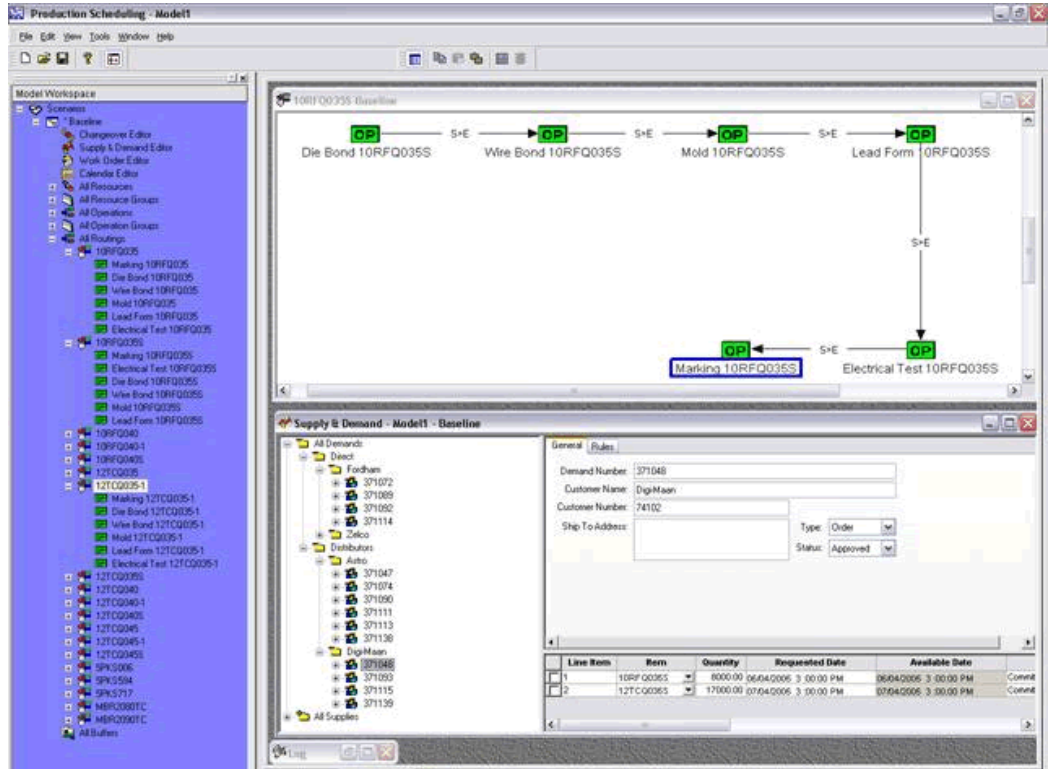 Production Scheduling - Model1
File Edit View Tools Window Help
Model Workspace
Scenarios
* Baseline
Changeover Editor
Supply & Demand Editor
Work Order Editor
Calendar Editor
All Resources
All Resource Groups
All Operations
All Operation Groups
All Routings
10RFQ035
Marking 10RFQ035
Die Bond 10RFQ035
Wire Bond 10RFQ035
Mold 10RFQ035
Lead Form 10RFQ035
Electrical Test 10RFQ035
10RFQ035S
Marking 10RFQ035S
Electrical Test 10RFQ035S
Die Bond 10RFQ035S
Wire Bond 10RFQ035S
Mold 10RFQ035S
Lead Form 10RFQ035S
10RFQ040
10RFQ040-1
10RFQ040S
12TCQ035
12TCQ035-1
Marking 12TCQ035-1
Die Bond 12TCQ035-1
Wire Bond 12TCQ035-1
Mold 12TCQ035-1
Lead Form 12TCQ035-1
Electrical Test 12TCQ035-1
12TCQ035S
12TCQ040
12TCQ040-1
12TCQ040S
12TCQ045
12TCQ045-1
12TCQ045S
5PKS006
5PKS594
5PKS717
MBR2080TC
MBR2090TC
All Buffers
10RFQ035S Baseline
OP S>E OP S>E OP S>E OP
Die Bond 10RFQ035S Wire Bond 10RFQ035S Mold 10RFQ035S Lead Form 10RFQ035S
S>E
OP S>E OP
Marking 10RFQ035S Electrical Test 10RFQ035S
Supply & Demand - Model1 - Baseline
All Demands
Direct
Fordham
371072
371089
371092
371114
Zelco
Distributors
Astro
371047
371074
371090
371111
371113
371138
DigiMaan
371048
371093
371115
371139
All Supplies
General Rules
Demand Number: 371048
Customer Name: DigiMaan
Customer Number: 74102
Ship To Address: Type: Order
Status: Approved
Line Item Item Quantity Requested Date Available Date
1 10RFQ035S 8000.00 06/04/2006 3:00:00 PM 06/04/2006 3:00:00 PM Commit
2 12TCQ035S 17000.00 07/04/2006 3:00:00 PM 07/04/2006 3:00:00 PM Commit
Log